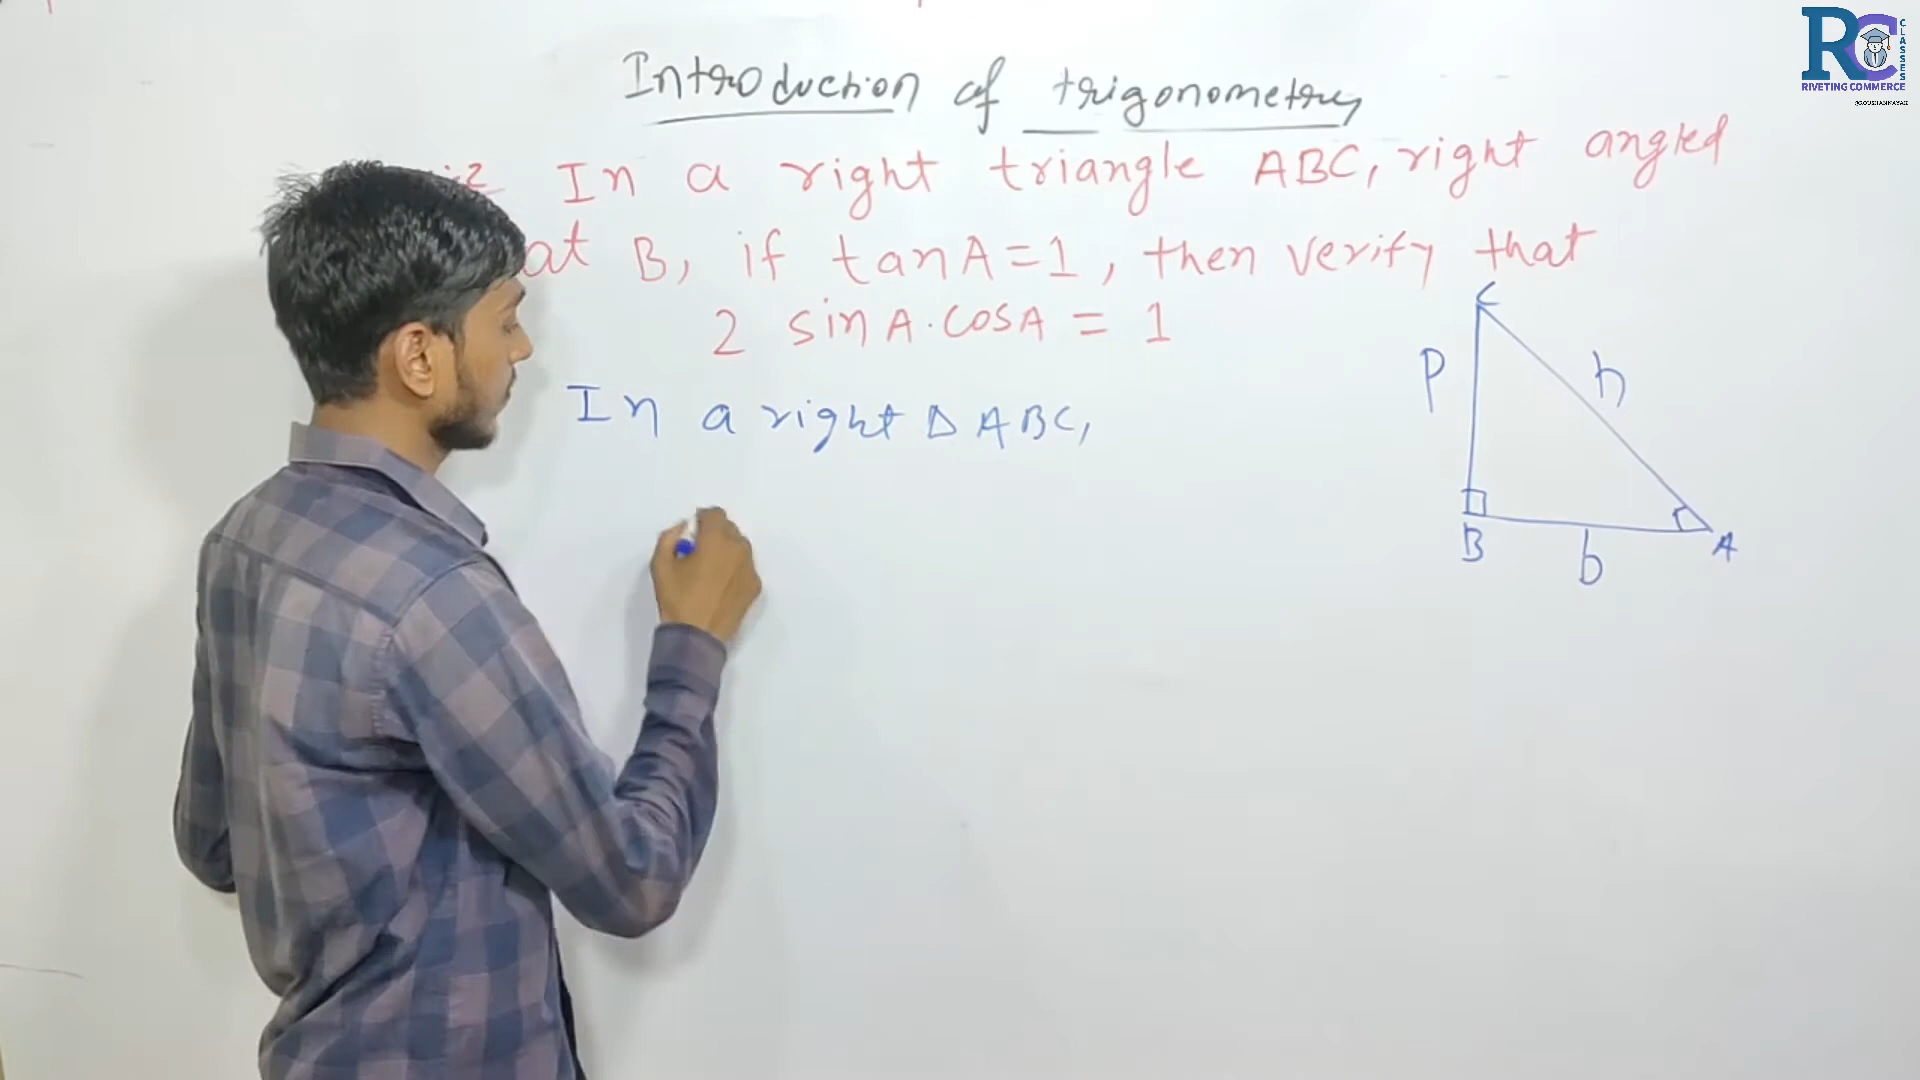 Introduction of trigonometry
In a right triangle ABC, right angled
at B, if tanA=1, then verify that
2 sinA.cosA = 1
In a right Δ ABC,
C
P
h
B
b
A
RC CLASSES
RIVETING COMMERCE